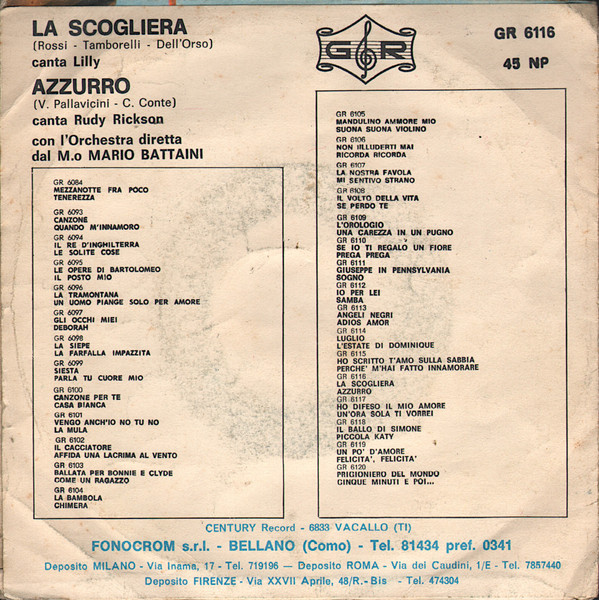 LA SCOGLIERA
(Rossi - Tamborelli - Dell'Orso)
canta Lilly
AZZURRO
(V. Pallavicini - C. Conte)
canta Rudy Rickson
con l'Orchestra diretta
dal M.o MARIO BATTAINI
GR
GR 6116
45 NP
GR 6084
MEZZANOTTE FRA POCO
TENEREZZA
GR 6093
CANZONE
QUANDO M'INNAMORO
GR 6094
IL RE D'INGHILTERRA
LE SOLITE COSE
GR 6095
LE OPERE DI BARTOLOMEO
IL POSTO MIO
GR 6096
LA TRAMONTANA
UN UOMO PIANGE SOLO PER AMORE
GR 6097
GLI OCCHI MIEI
DEBORAH
GR 6098
LA SIEPE
LA FARFALLA IMPAZZITA
GR 6099
SIESTA
PARLA TU CUORE MIO
GR 6100
CANZONE PER TE
CASA BIANCA
GR 6101
VENGO ANCH'IO NO TU NO
LA MULA
GR 6102
IL CACCIATORE
AFFIDA UNA LACRIMA AL VENTO
GR 6103
BALLATA PER BONNIE E CLYDE
COME UN RAGAZZO
GR 6104
LA BAMBOLA
CHIMERA
GR 6105
MANDULINO AMMORE MIO
SUONA SUONA VIOLINO
GR 6106
NON ILLUDERTI MAI
RICORDA RICORDA
GR 6107
LA NOSTRA FAVOLA
MI SENTIVO STRANO
GR 6108
IL VOLTO DELLA VITA
SE PERDO TE
GR 6109
L'OROLOGIO
UNA CAREZZA IN UN PUGNO
GR 6110
SE IO TI REGALO UN FIORE
PREGA PREGA
GR 6111
GIUSEPPE IN PENNSYLVANIA
SOGNO
GR 6112
IO PER LEI
SAMBA
GR 6113
ANGELI NEGRI
ADIOS AMOR
GR 6114
LUGLIO
L'ESTATE DI DOMINIQUE
GR 6115
HO SCRITTO T'AMO SULLA SABBIA
PERCHE' M'HAI FATTO INNAMORARE
GR 6116
LA SCOGLIERA
AZZURRO
GR 6117
HO DIFESO IL MIO AMORE
UN'ORA SOLA TI VORREI
GR 6118
IL BALLO DI SIMONE
PICCOLA KATY
GR 6119
UN PO' D'AMORE
FELICITA', FELICITA'
GR 6120
PRIGIONIERO DEL MONDO
CINQUE MINUTI E POI...
CENTURY Record - 6833 VACALLO (TI)
FONOCROM s.r.l. - BELLANO (Como) - Tel. 81434 pref. 0341
Deposito MILANO - Via Inama, 17 - tel. 719196 — Deposito ROMA - Via del Caudini, 1/E - Tel. 7857440
Deposito FIRENZE - Via XXVII Aprile, 48/R.-Bis - Tel. 474304